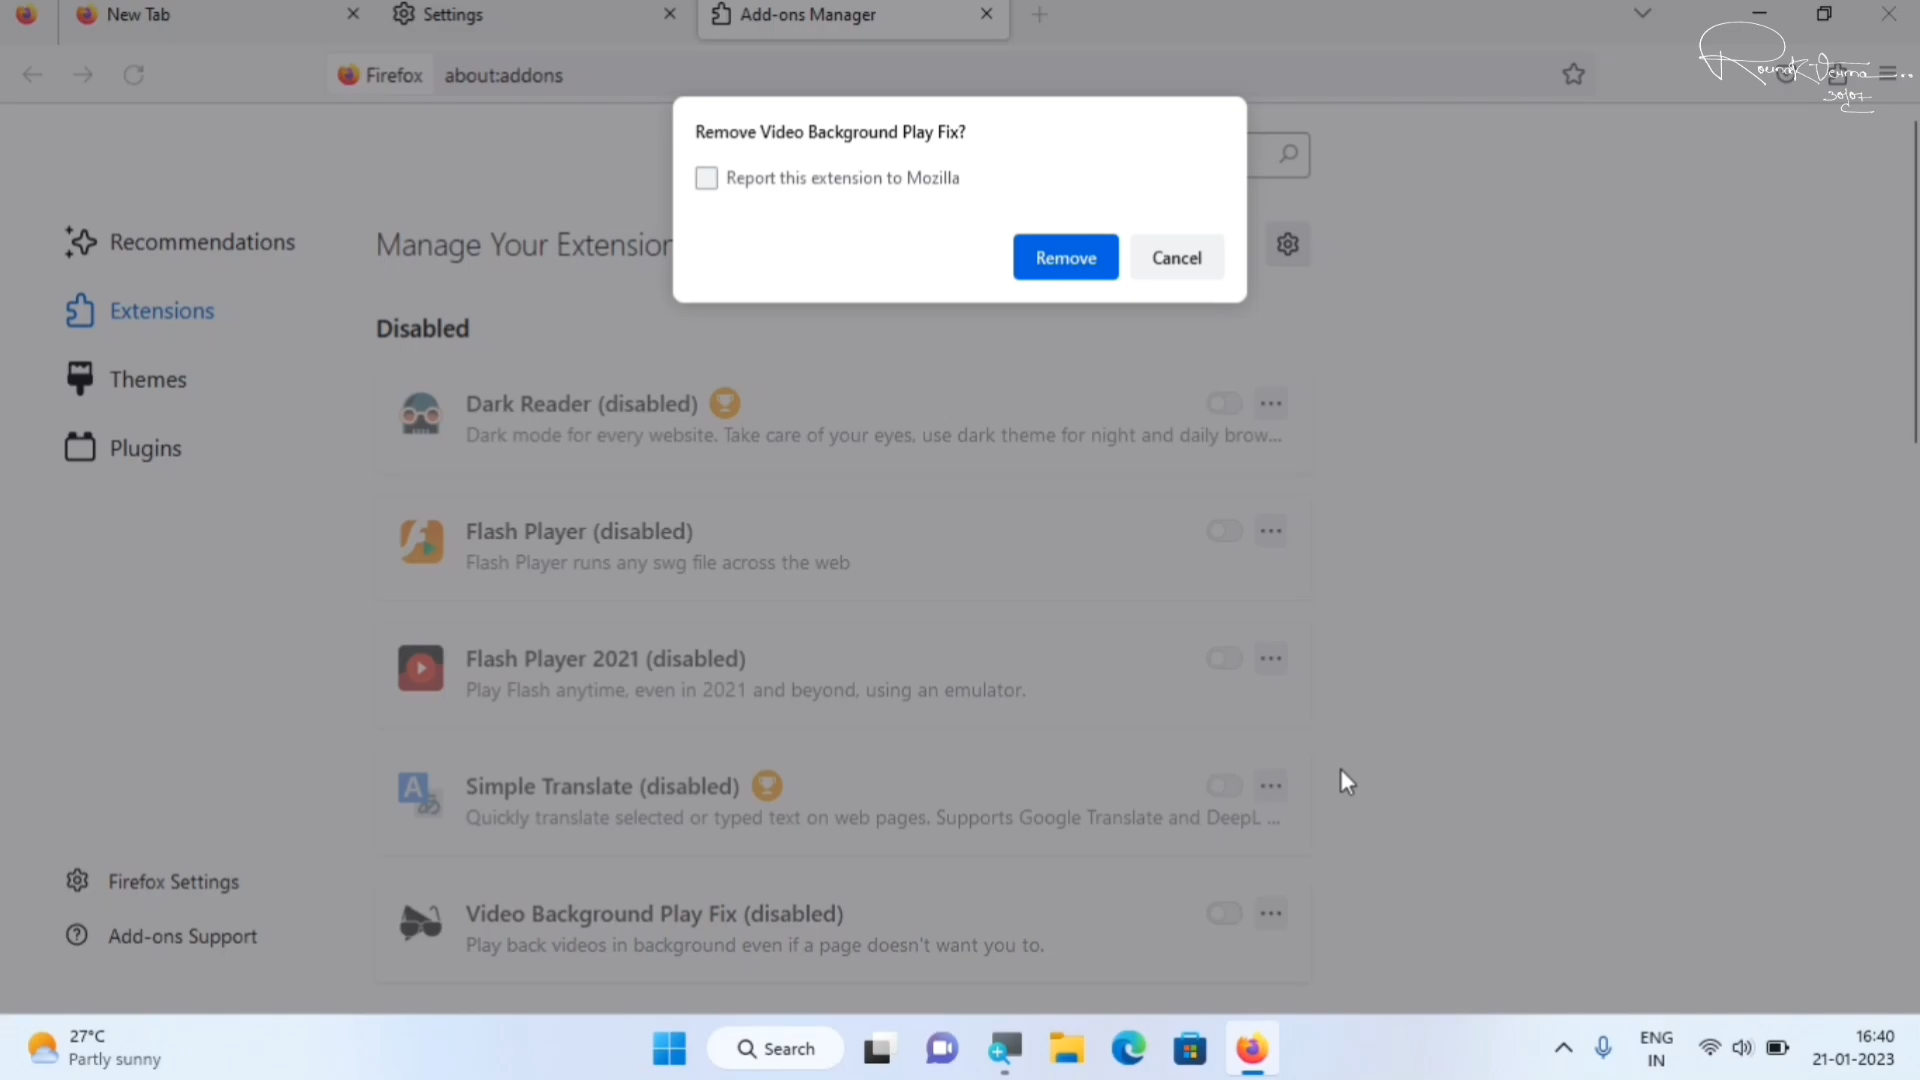 New Tab
Settings
Add-ons Manager
Firefox
about:addons
Rounak Verma
30/07
Remove Video Background Play Fix?
Report this extension to Mozilla
Remove
Cancel
Recommendations
Extensions
Themes
Plugins
Firefox Settings
Add-ons Support
Manage Your Extension
Disabled
Dark Reader (disabled)
Dark mode for every website. Take care of your eyes, use dark theme for night and daily brow...
Flash Player (disabled)
Flash Player runs any swg file across the web
Flash Player 2021 (disabled)
Play Flash anytime, even in 2021 and beyond, using an emulator.
Simple Translate (disabled)
Quickly translate selected or typed text on web pages. Supports Google Translate and DeepL ...
Video Background Play Fix (disabled)
Play back videos in background even if a page doesn't want you to.
27°C
Partly sunny
Search
ENG
IN
16:40
21-01-2023